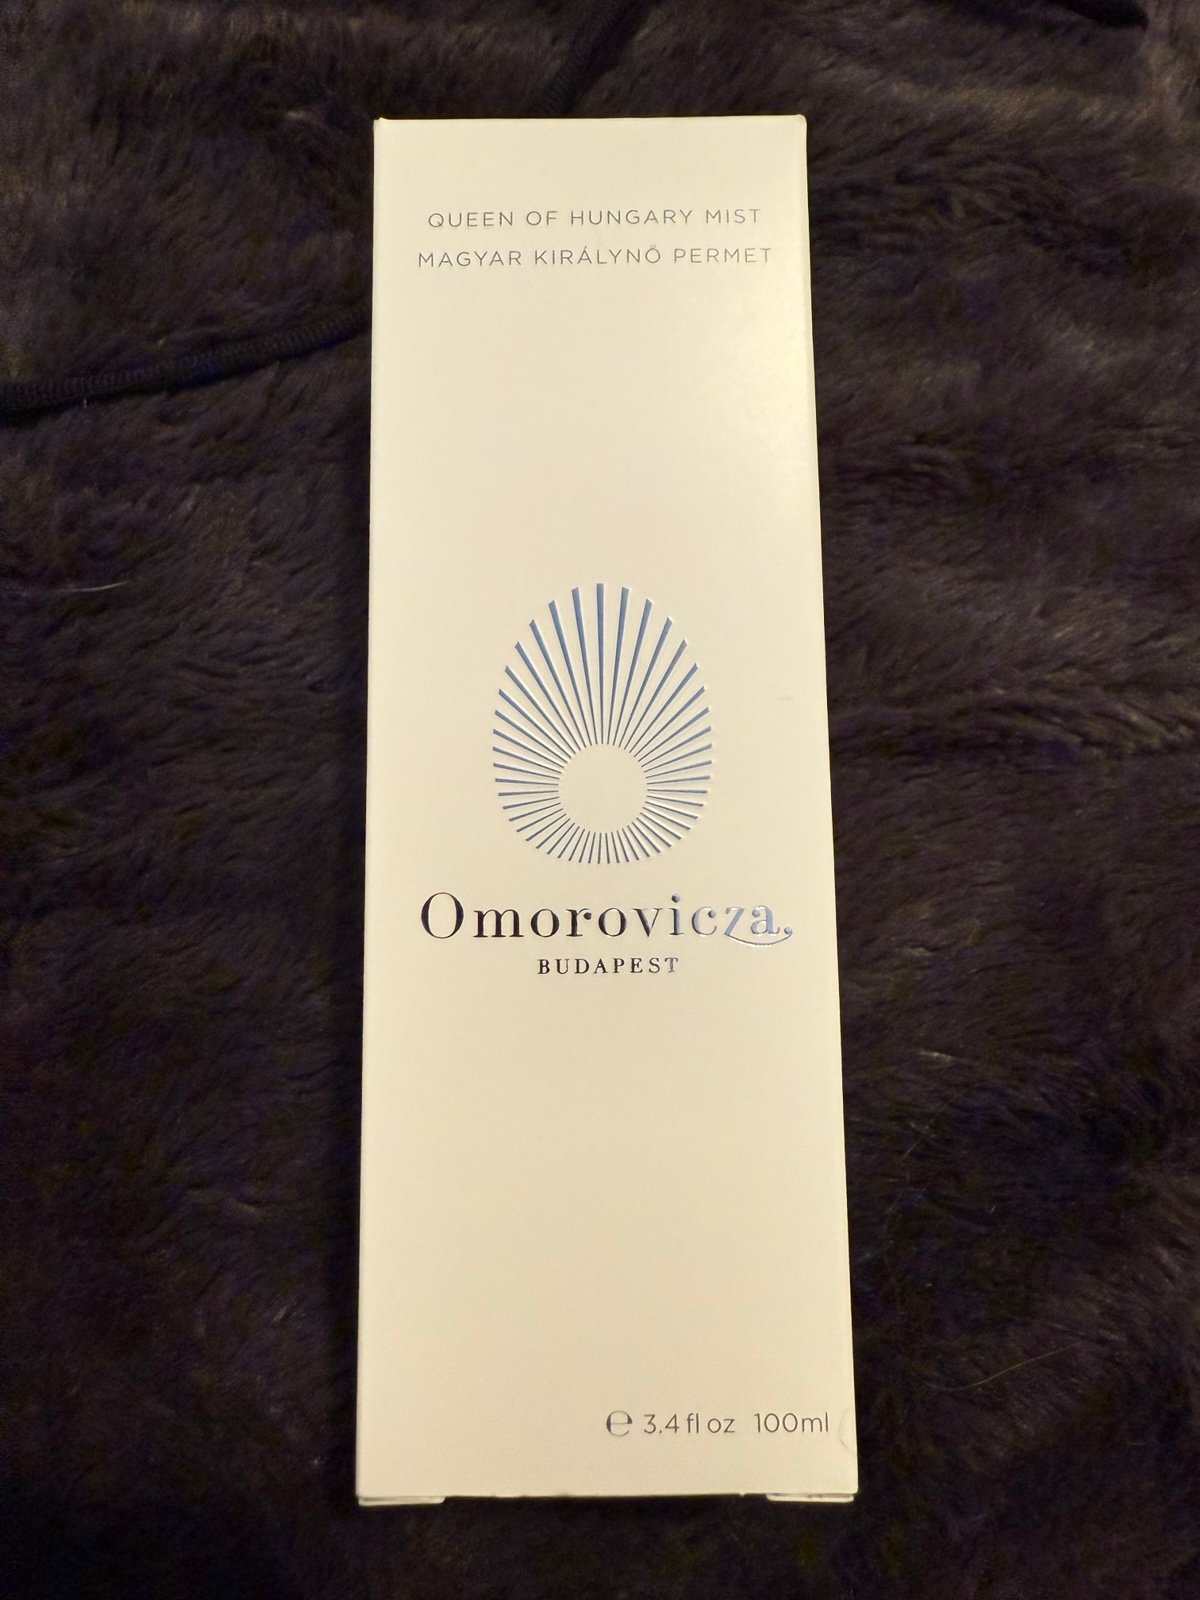 QUEEN OF HUNGARY MIST
MAGYAR KIRÁLYNŐ PERMET
Omorovicza,
BUDAPEST
℮ 3.4 fl oz 100ml